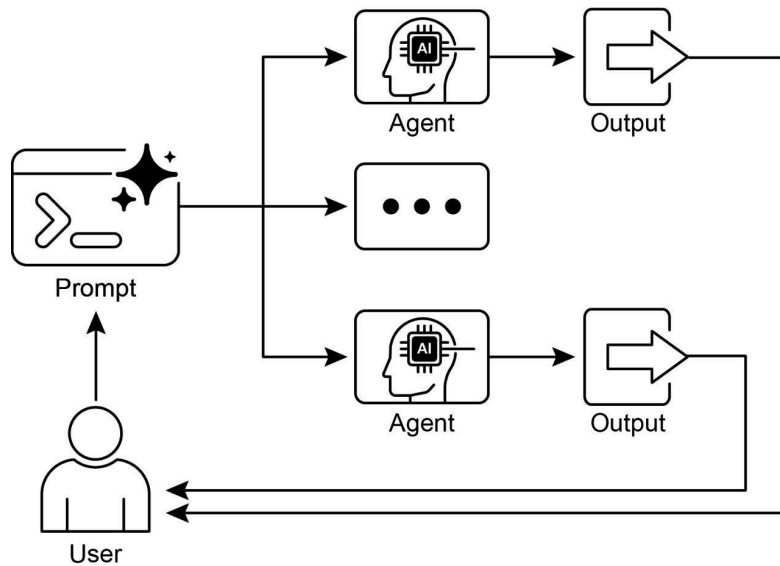 AI
Agent
Output
Prompt
AI
Agent
Output
User